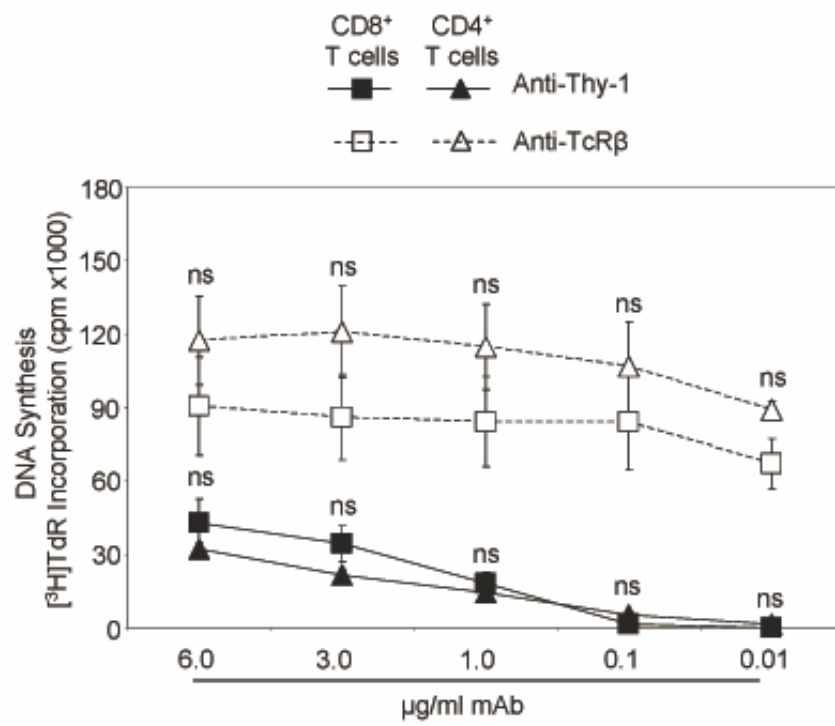 CD8⁺ CD4⁺
T cells T cells
Anti-Thy-1
Anti-TcRβ
DNA Synthesis
[³H]TdR Incorporation (cpm x1000)
180
150
120
90
60
30
0
ns ns ns ns ns
ns ns ns ns ns
6.0 3.0 1.0 0.1 0.01
µg/ml mAb